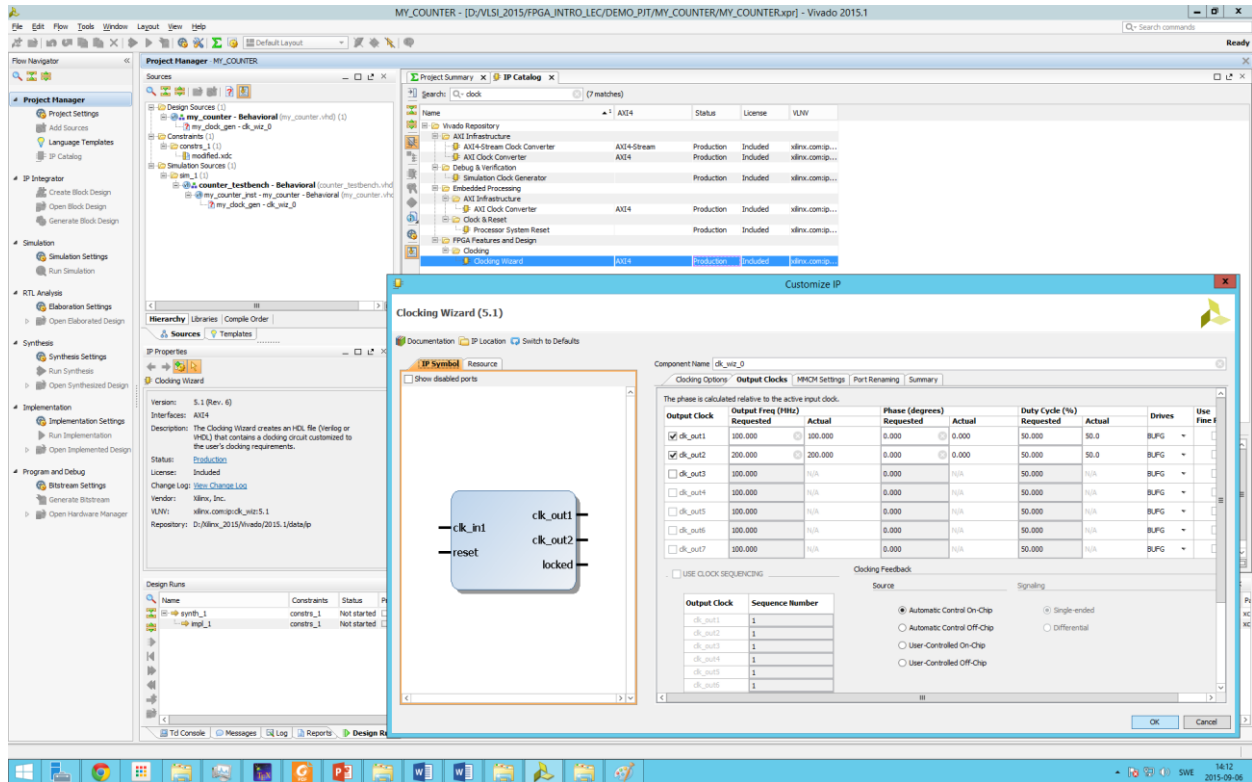 MY_COUNTER - [D:/VLSI_2015/FPGA_INTRO_LEC/DEMO_PJT/MY_COUNTER/MY_COUNTER.xpr] - Vivado 2015.1
File Edit Flow Tools Window Layout View Help
Search commands
Default Layout
Ready
Flow Navigator
Project Manager
Project Settings
Add Sources
Language Templates
IP Catalog
IP Integrator
Create Block Design
Open Block Design
Generate Block Design
Simulation
Simulation Settings
Run Simulation
RTL Analysis
Elaboration Settings
Open Elaborated Design
Synthesis
Synthesis Settings
Run Synthesis
Open Synthesized Design
Implementation
Implementation Settings
Run Implementation
Open Implemented Design
Program and Debug
Bitstream Settings
Generate Bitstream
Open Hardware Manager
Project Manager - MY_COUNTER
Sources
Design Sources (1)
my_counter - Behavioral (my_counter.vhd) (1)
my_clock_gen - clk_wiz_0
Constraints (1)
constrs_1 (1)
modified.xdc
Simulation Sources (1)
sim_1 (1)
counter_testbench - Behavioral (counter_testbench.vhd
my_counter_inst - my_counter - Behavioral (my_counter.vhd
my_clock_gen - clk_wiz_0
Hierarchy Libraries Compile Order
Sources Templates
IP Properties
Clocking Wizard
Version: 5.1 (Rev. 6)
Interfaces: AXI4
Description: The Clocking Wizard creates an HDL file (Verilog or
VHDL) that contains a clocking circuit customized to
the user's clocking requirements.
Status: Production
License: Included
Change Log: View Change Log
Vendor: Xilinx, Inc.
VLNV: xilinx.com:ip:clk_wiz:5.1
Repository: D:/Xilinx_2015/Vivado/2015.1/data/ip
Design Runs
Name Constraints Status
synth_1 constrs_1 Not started
impl_1 constrs_1 Not started
Tcl Console Messages Log Reports Design Ru
Project Summary IP Catalog
Search: clock (7 matches)
Name AXI4 Status License VLNV
Vivado Repository
AXI Infrastructure
AXI4-Stream Clock Converter AXI4-Stream Production Included xilinx.com:ip...
AXI Clock Converter AXI4 Production Included xilinx.com:ip...
Debug & Verification
Simulation Clock Generator Production Included xilinx.com:ip...
Embedded Processing
AXI Infrastructure
AXI Clock Converter AXI4 Production Included xilinx.com:ip...
Clock & Reset
Processor System Reset Production Included xilinx.com:ip...
FPGA Features and Design
Clocking
Clocking Wizard AXI4 Production Included xilinx.com:ip...
Customize IP
Clocking Wizard (5.1)
Documentation IP Location Switch to Defaults
IP Symbol Resource
Show disabled ports
clk_in1
reset
clk_out1
clk_out2
locked
Component Name clk_wiz_0
Clocking Options Output Clocks MMCM Settings Port Renaming Summary
The phase is calculated relative to the active input clock.
Output Clock Output Freq (MHz) Phase (degrees) Duty Cycle (%) Drives Use
Requested Actual Requested Actual Requested Actual Fine
clk_out1 100.000 100.000 0.000 0.000 50.000 50.0 BUFG
clk_out2 200.000 200.000 0.000 0.000 50.000 50.0 BUFG
clk_out3 100.000 N/A 0.000 N/A 50.000 N/A BUFG
clk_out4 100.000 N/A 0.000 N/A 50.000 N/A BUFG
clk_out5 100.000 N/A 0.000 N/A 50.000 N/A BUFG
clk_out6 100.000 N/A 0.000 N/A 50.000 N/A BUFG
clk_out7 100.000 N/A 0.000 N/A 50.000 N/A BUFG
USE CLOCK SEQUENCING
Output Clock Sequence Number
clk_out1 1
clk_out2 1
clk_out3 1
clk_out4 1
clk_out5 1
clk_out6 1
Clocking Feedback
Source Signaling
Automatic Control On-Chip Single-ended
Automatic Control Off-Chip Differential
User-Controlled On-Chip
User-Controlled Off-Chip
OK Cancel
SWE
14:12
2015-09-08